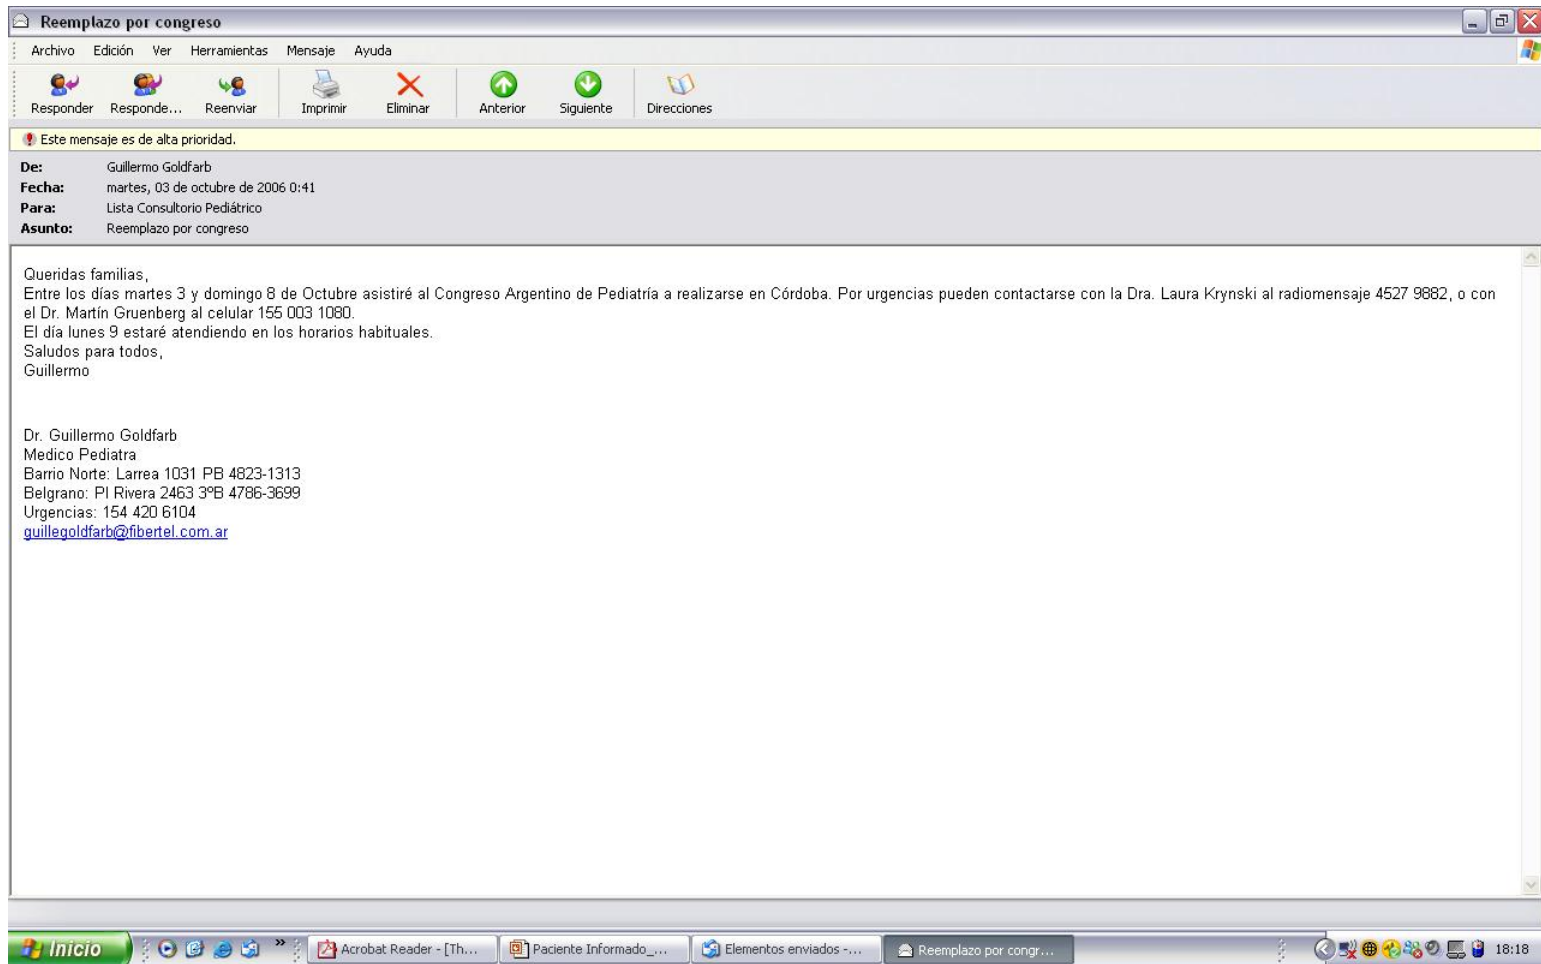 Reemplazo por congreso
Archivo Edición Ver Herramientas Mensaje Ayuda
Responder Responde... Reenviar Imprimir Eliminar Anterior Siguiente Direcciones
Este mensaje es de alta prioridad.
De: Guillermo Goldfarb
Fecha: martes, 03 de octubre de 2006 0:41
Para: Lista Consultorio Pediátrico
Asunto: Reemplazo por congreso
Queridas familias,
Entre los días martes 3 y domingo 8 de Octubre asistiré al Congreso Argentino de Pediatría a realizarse en Córdoba. Por urgencias pueden contactarse con la Dra. Laura Krynski al radiomensaje 4527 9882, o con
el Dr. Martín Gruenberg al celular 155 003 1080.
El día lunes 9 estaré atendiendo en los horarios habituales.
Saludos para todos,
Guillermo
Dr. Guillermo Goldfarb
Medico Pediatra
Barrio Norte: Larrea 1031 PB 4823-1313
Belgrano: Pl Rivera 2463 3ºB 4786-3699
Urgencias: 154 420 6104
guillegoldfarb@fibertel.com.ar
Inicio » Acrobat Reader - [Th... Paciente Informado_... Elementos enviados -... Reemplazo por congr... 18:18